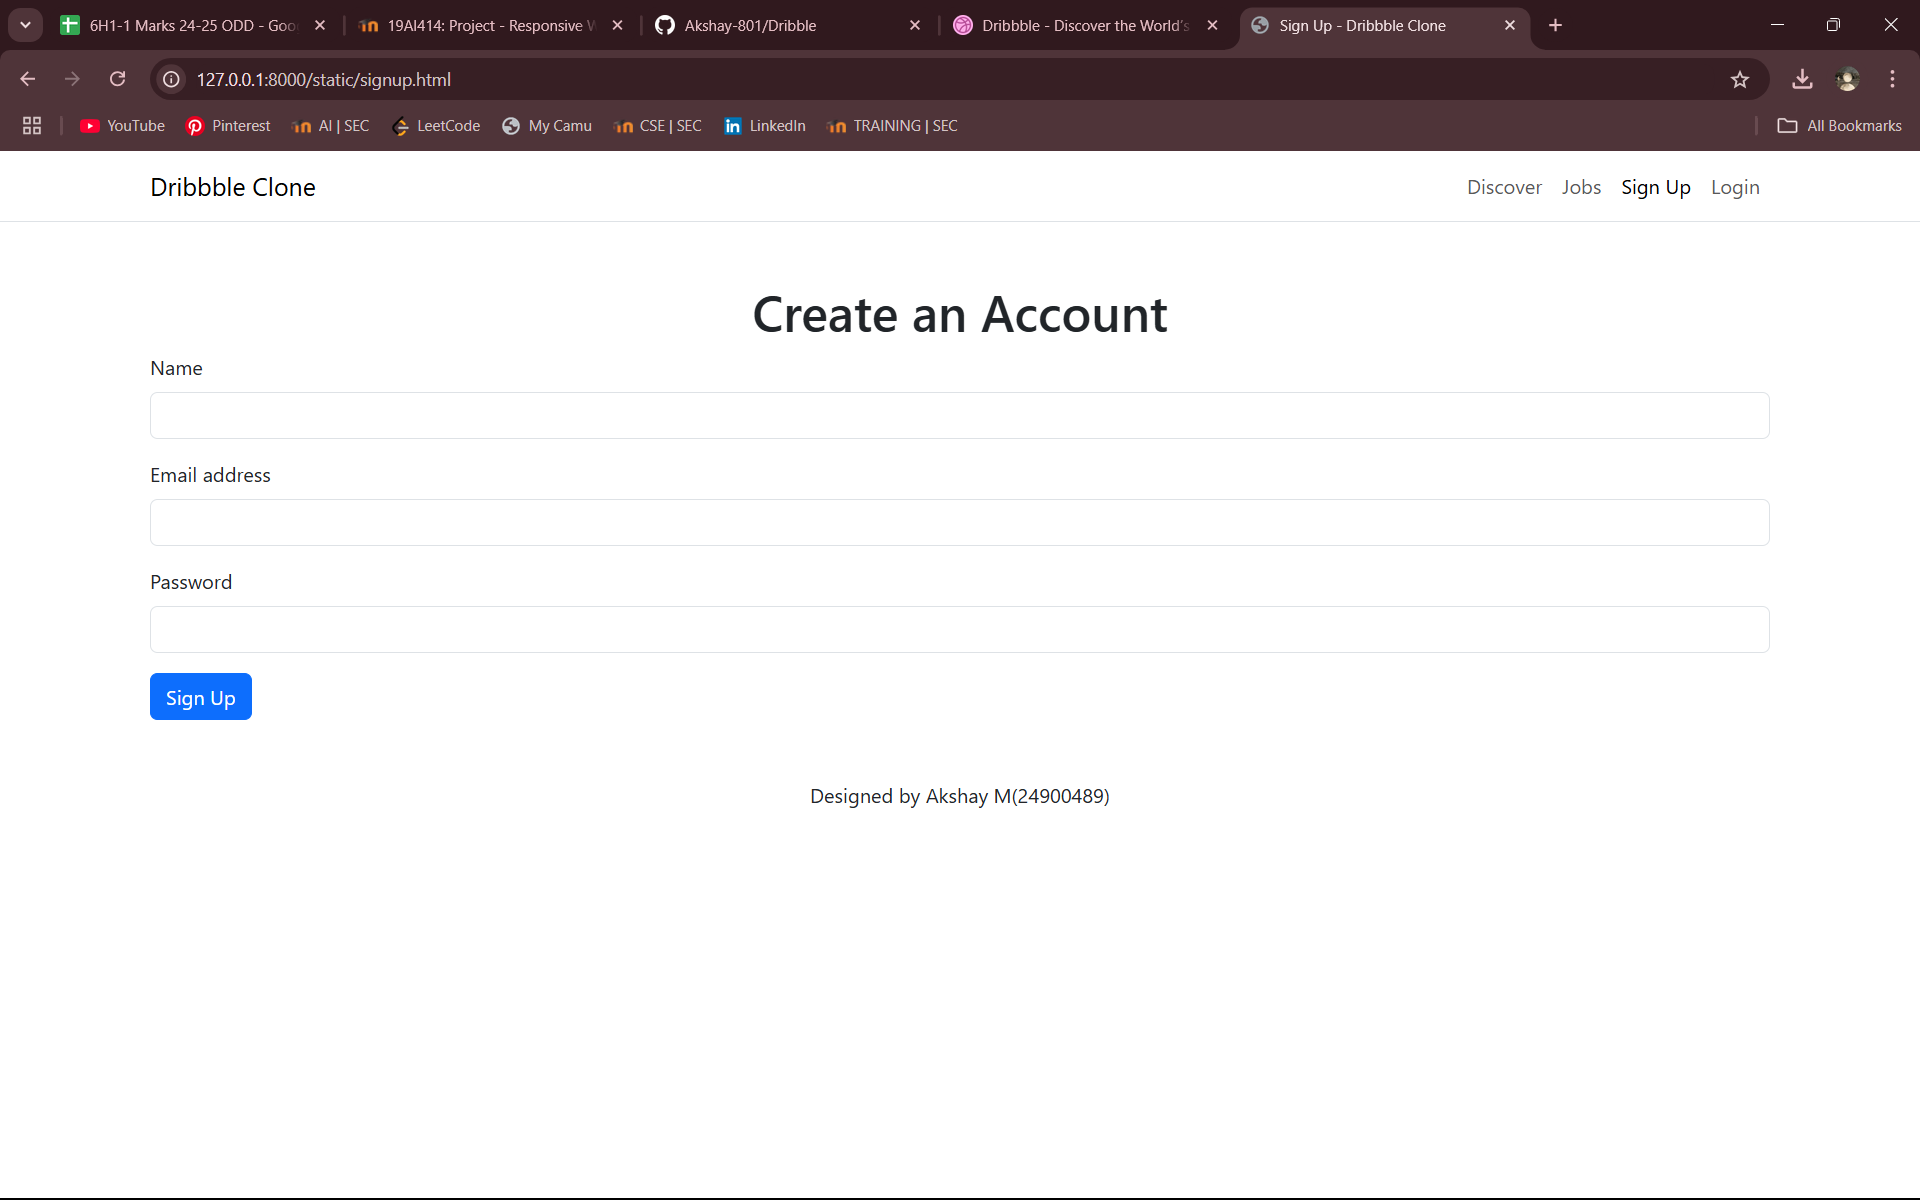 6H1-1 Marks 24-25 ODD - Goo
19AI414: Project - Responsive W
Akshay-801/Dribble
Dribbble - Discover the World's
Sign Up - Dribbble Clone
127.0.0.1:8000/static/signup.html
YouTube
Pinterest
AI | SEC
LeetCode
My Camu
CSE | SEC
LinkedIn
TRAINING | SEC
All Bookmarks
Dribbble Clone
Discover
Jobs
Sign Up
Login
Create an Account
Name
Email address
Password
Sign Up
Designed by Akshay M(24900489)